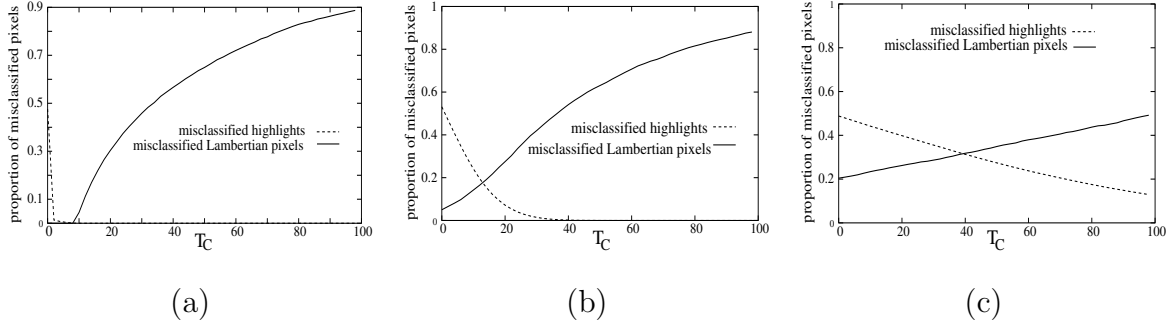 proportion of misclassified pixels
0.9
0.7
0.5
0.3
0.1
0
0
20
40
60
80
100
misclassified highlights
misclassified Lambertian pixels
T_C
(a)
proportion of misclassified pixels
1
0.8
0.6
0.4
0.2
0
0
20
40
60
80
100
misclassified highlights
misclassified Lambertian pixels
T_C
(b)
proportion of misclassified pixels
1
0.8
0.6
0.4
0.2
0
0
20
40
60
80
100
misclassified highlights
misclassified Lambertian pixels
T_C
(c)